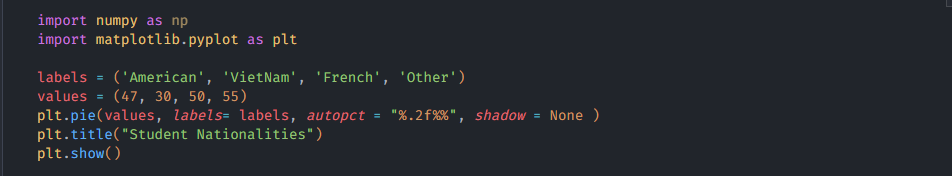 import numpy as np
import matplotlib.pyplot as plt
labels = ('American', 'VietNam', 'French', 'Other')
values = (47, 30, 50, 55)
plt.pie(values, labels= labels, autopct = "%.2f%%", shadow = None )
plt.title("Student Nationalities")
plt.show()